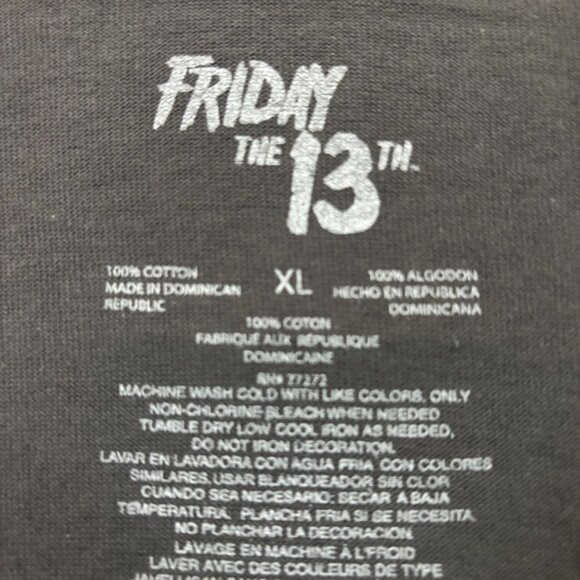 FRIDAY
THE 13TH™
100% COTTON
MADE IN DOMINICAN
REPUBLIC
XL
100% ALGODON
HECHO EN REPUBLICA
DOMINICANA
100% COTON
FABRIQUÉ AUX RÉPUBLIQUE
DOMINICAINE
RN# 77272
MACHINE WASH COLD WITH LIKE COLORS, ONLY
NON-CHLORINE BLEACH WHEN NEEDED
TUMBLE DRY LOW COOL IRON AS NEEDED,
DO NOT IRON DECORATION.
LAVAR EN LAVADORA CON AGUA FRIA CON COLORES
SIMILARES. USAR BLANQUEADOR SIN CLOR
CUANDO SEA NECESARIO: SECAR A BAJA
TEMPERATURA. PLANCHA FRIA SI SE NECESITA,
NO PLANCHAR LA DECORACION.
LAVAGE EN MACHINE À L'FROID
LAVER AVEC DES COULEURS DE TYPE